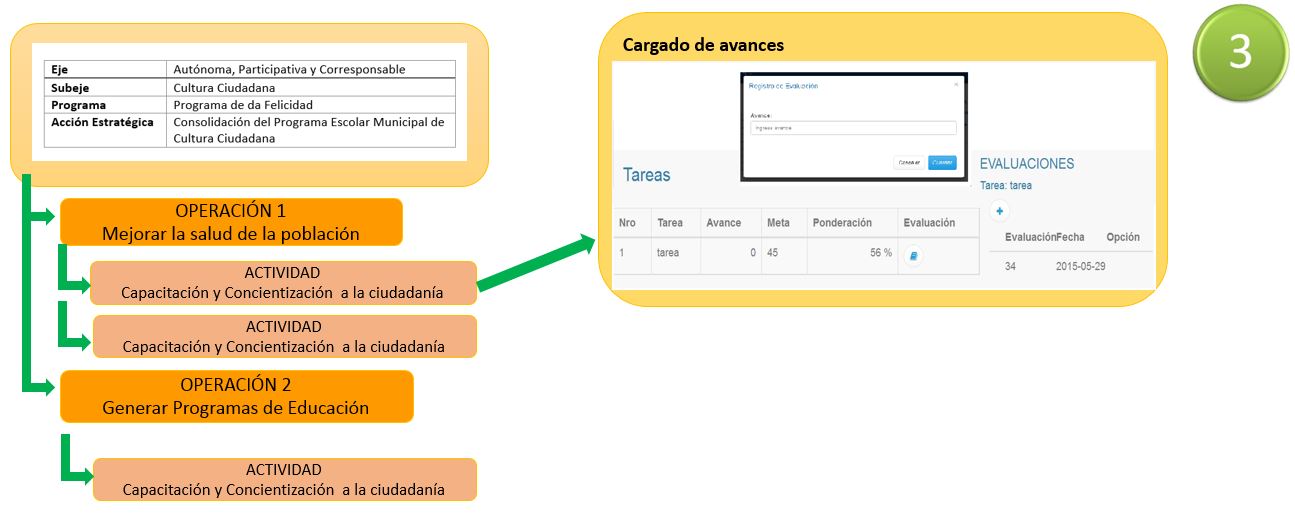 Eje Autónoma, Participativa y Corresponsable
Subeje Cultura Ciudadana
Programa Programa de da Felicidad
Acción Estratégica Consolidación del Programa Escolar Municipal de
Cultura Ciudadana
OPERACIÓN 1
Mejorar la salud de la población
ACTIVIDAD
Capacitación y Concientización a la ciudadanía
ACTIVIDAD
Capacitación y Concientización a la ciudadanía
OPERACIÓN 2
Generar Programas de Educación
ACTIVIDAD
Capacitación y Concientización a la ciudadanía
Cargado de avances
Registro de Evaluación ×
Avance:
Ingrese avance
Cancelar Guardar
Tareas
Nro Tarea Avance Meta Ponderación Evaluación
1 tarea 0 45 56 %
EVALUACIONES
Tarea: tarea
+
EvaluaciónFecha Opción
34 2015-05-29
3